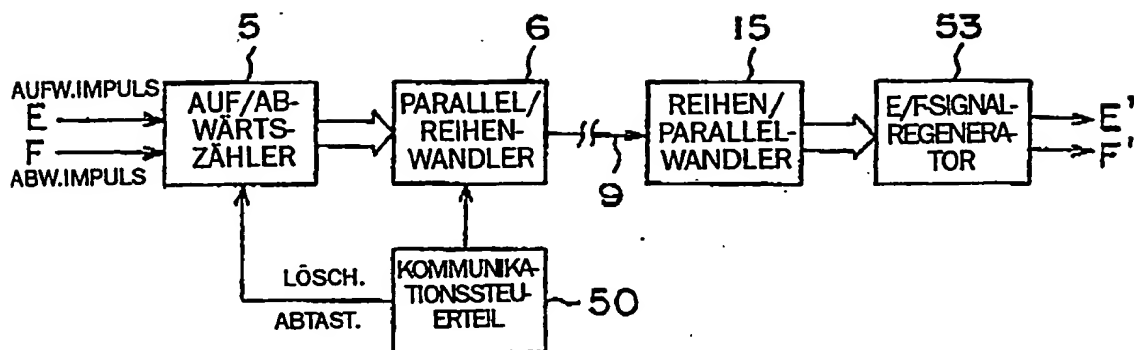 5
6
15
53
AUFW.IMPULS
E
F
ABW.IMPULS
AUF/AB-
WÄRTS-
ZÄHLER
PARALLEL/
REIHEN-
WANDLER
9
REIHEN/
PARALLEL-
WANDLER
E/F-SIGNAL-
REGENERA-
TOR
E'
F'
LÖSCH.
ABTAST.
KOMMUNIKA-
TIONSSTEU-
ERTEIL
50